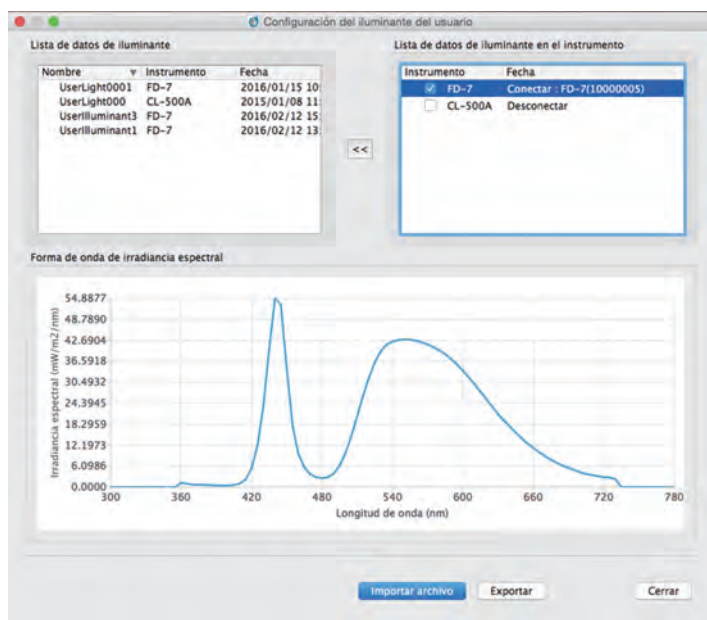 Configuración del iluminante del usuario
Lista de datos de iluminante
Lista de datos de iluminante en el instrumento
Nombre Instrumento Fecha
UserLight0001 FD-7 2016/01/15 10:
UserLight000 CL-500A 2015/01/08 11:
UserIlluminant3 FD-7 2016/02/12 15:
UserIlluminant1 FD-7 2016/02/12 13:
<<
Instrumento Fecha
FD-7 Conectar : FD-7(10000005)
CL-500A Desconectar
Forma de onda de irradiancia espectral
Irradiancia espectral (mW/m2/nm)
54.8877
48.7890
42.6904
36.5918
30.4932
24.3945
18.2959
12.1973
6.0986
0.0000
300 360 420 480 540 600 660 720 780
Longitud de onda (nm)
Importar archivo Exportar Cerrar